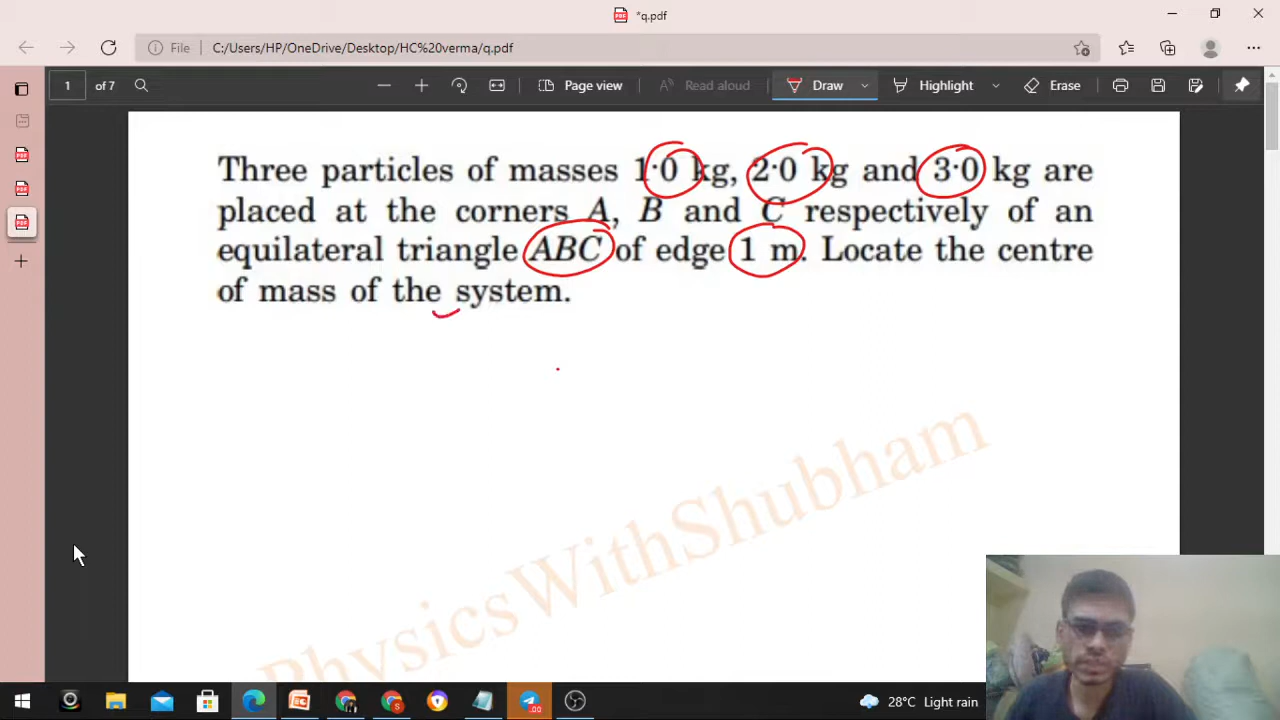 *q.pdf
File C:/Users/HP/OneDrive/Desktop/HC%20verma/q.pdf
1 of 7 Page view Read aloud Draw Highlight Erase
Three particles of masses 1·0 kg, 2·0 kg and 3·0 kg are
placed at the corners A, B and C respectively of an
equilateral triangle ABC of edge 1 m. Locate the centre
of mass of the system.
PhysicsWithShubham
.00
28°C Light rain